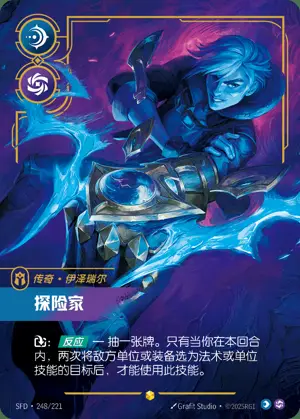 传奇・伊泽瑞尔
探险家
: 反应 — 抽一张牌。只有当你在本回合
内，两次将敌方单位或装备选为法术或单位
技能的目标后，才能使用此技能。
SFD・248/221
Grafit Studio
©2025RGI